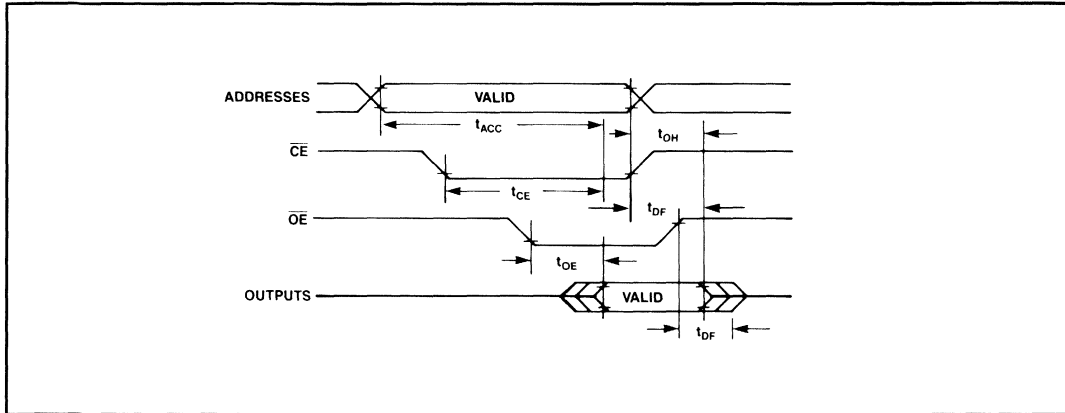 ADDRESSES VALID
tACC
tOH
CE
tCE
tDF
OE
tOE
OUTPUTS VALID
tDF